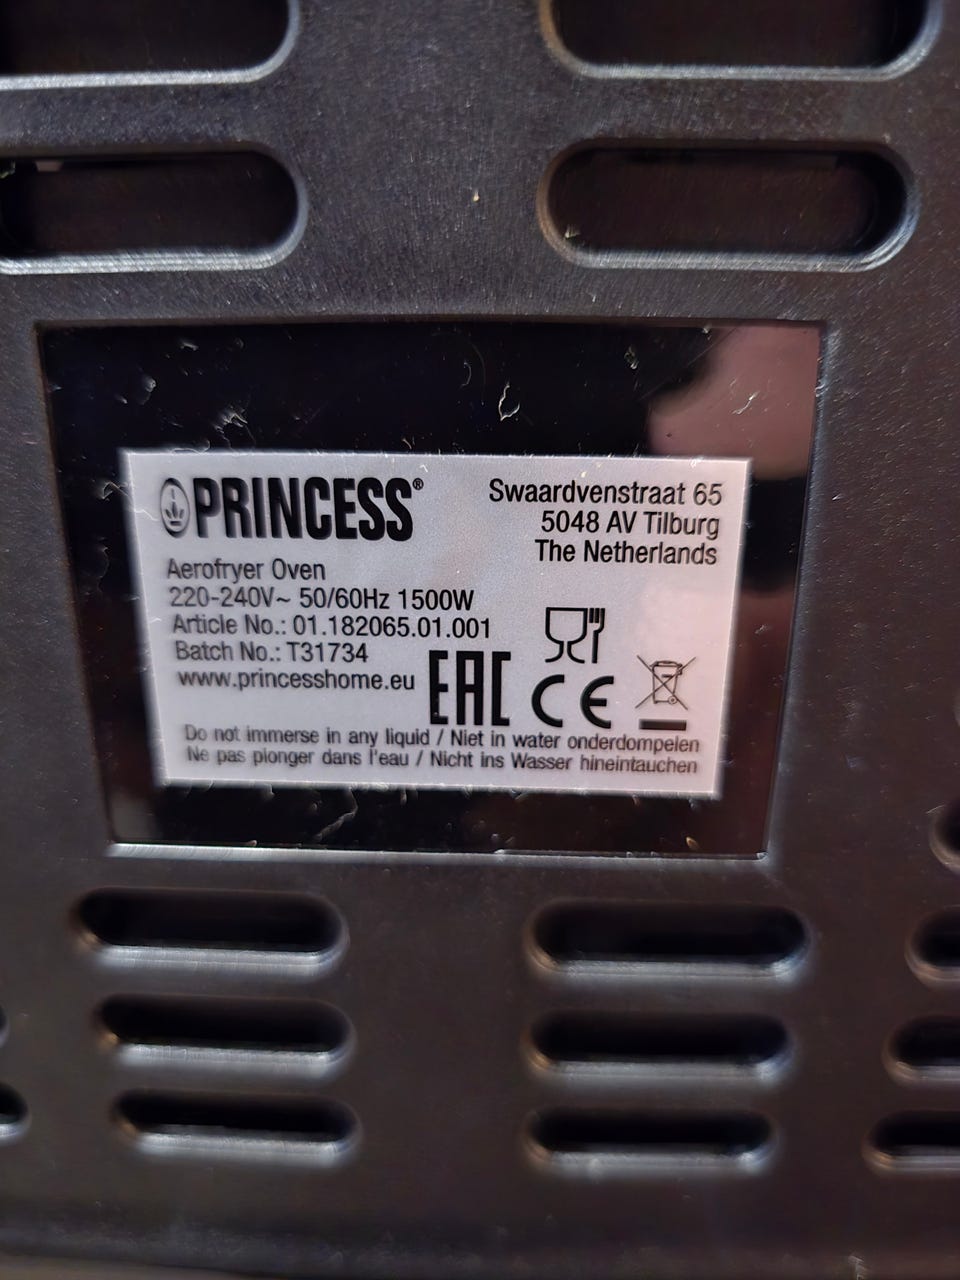 PRINCESS®
Swaardvenstraat 65
5048 AV Tilburg
The Netherlands
Aerofryer Oven
220-240V~ 50/60Hz 1500W
Article No.: 01.182065.01.001
Batch No.: T31734
www.princesshome.eu
EAC CE
Do not immerse in any liquid / Niet in water onderdompelen
Ne pas plonger dans l'eau / Nicht ins Wasser hineintauchen